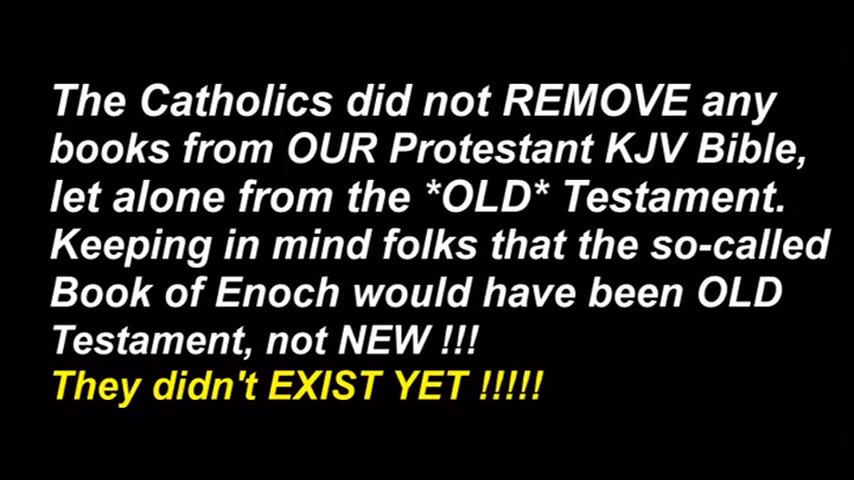 The Catholics did not REMOVE any
books from OUR Protestant KJV Bible,
let alone from the *OLD* Testament.
Keeping in mind folks that the so-called
Book of Enoch would have been OLD
Testament, not NEW !!!
They didn't EXIST YET !!!!!